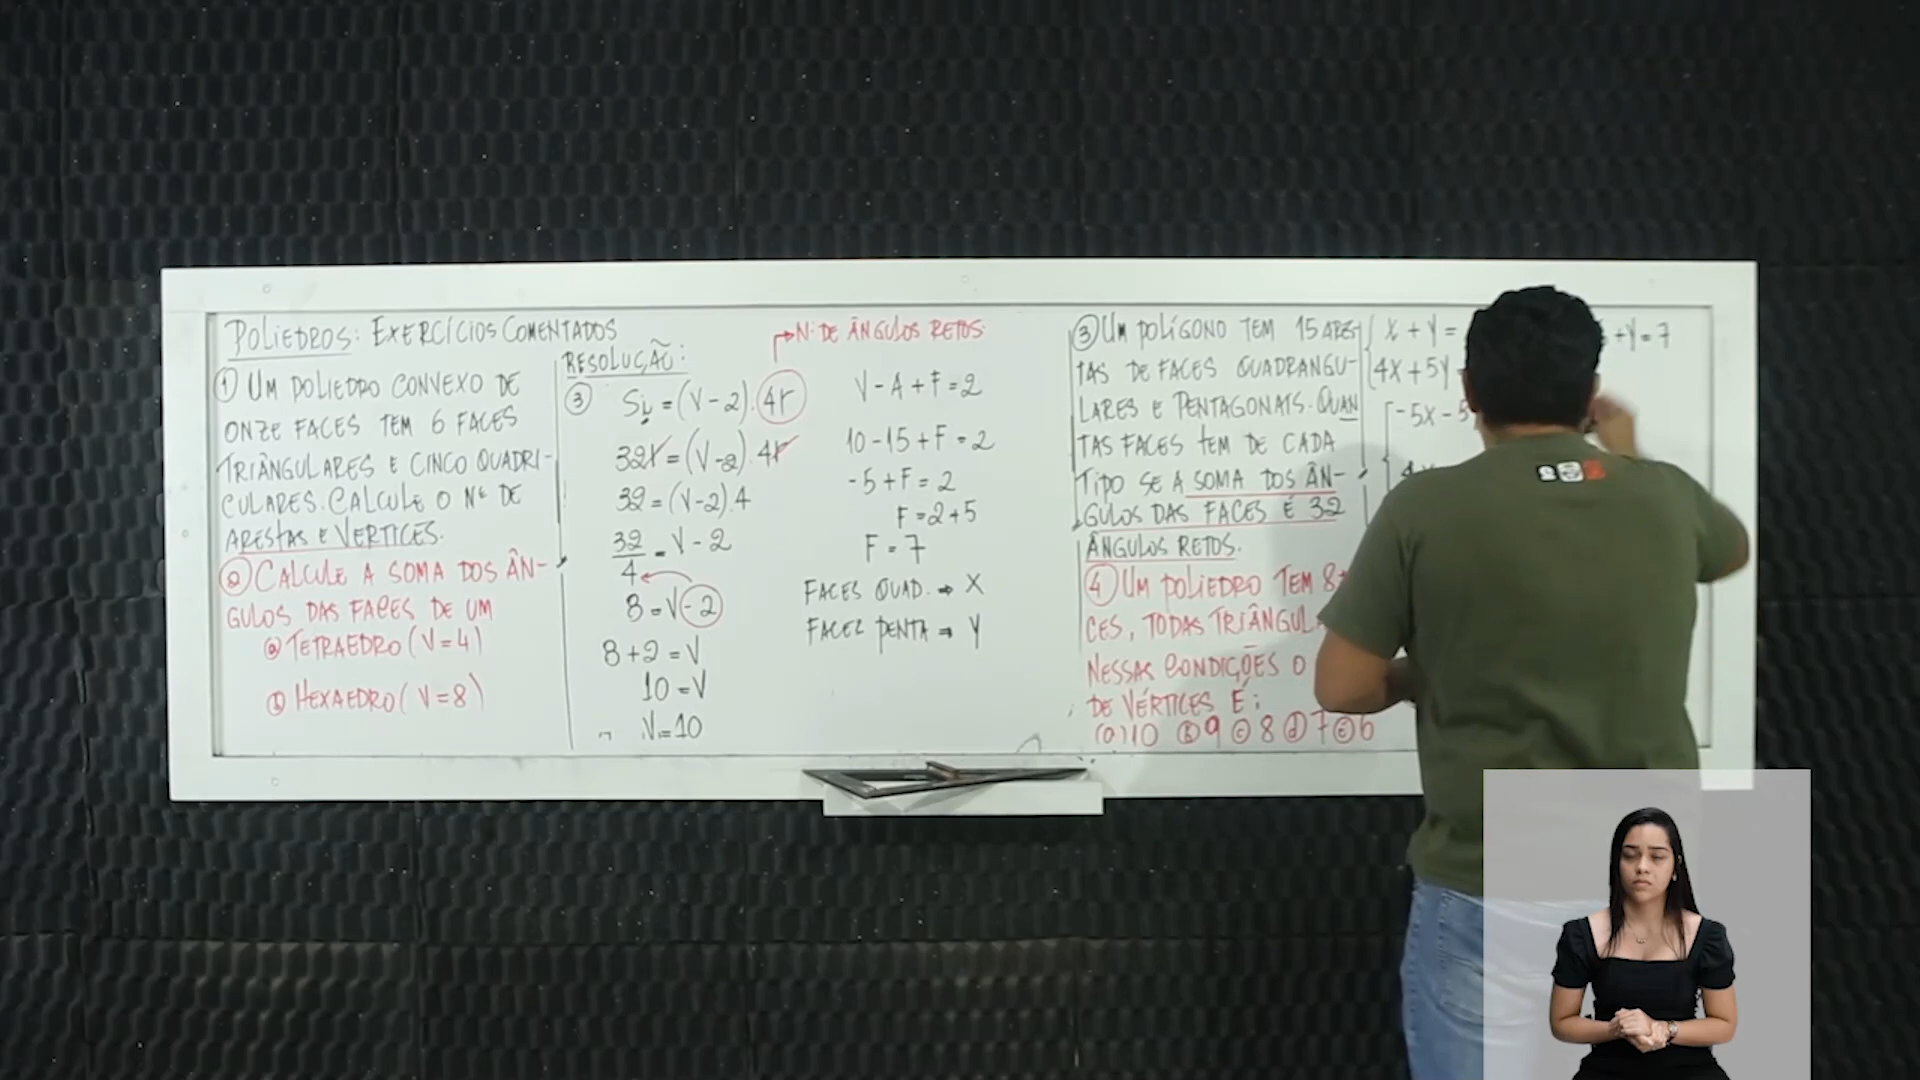 POLIEDROS: EXERCÍCIOS COMENTADOS
① UM POLIEDRO CONVEXO DE
ONZE FACES TEM 6 FACES
TRIÂNGULARES E CINCO QUADRI-
CULARES. CALCULE O Nº DE
ARESTAS E VERTICES.
② CALCULE A SOMA DOS ÂN-
GULOS DAS FACES DE UM
ⓐ TETRAEDRO (V=4)
ⓑ HEXAEDRO (V=8)
RESOLUÇÃO:
③ Si = (V-2).4r
32r = (V-2).4r
32 = (V-2).4
32/4 = V-2
8 = V-2
8+2 = V
10 = V
V=10
Nº DE ÂNGULOS RETOS
V-A+F=2
10-15+F=2
-5+F=2
F=2+5
F=7
FACES QUAD. → X
FACES PENTA → Y
③ UM POLÍGONO TEM 15 ARES-
TAS DE FACES QUADRANGU-
LARES E PENTAGONAIS. QUAN
TAS FACES TEM DE CADA
TIPO SE A SOMA DOS ÂN-
GULOS DAS FACES É 32
ÂNGULOS RETOS.
④ UM POLIEDRO TEM 8
CES, TODAS TRIÂNGUL
NESSAS CONDIÇÕES O
DE VÉRTICES É:
(a) 10 ⓑ 9 ⓒ 8 ⓓ 7 ⓔ 6
X + Y =
4X + 5Y
-5X - 5
+Y=7